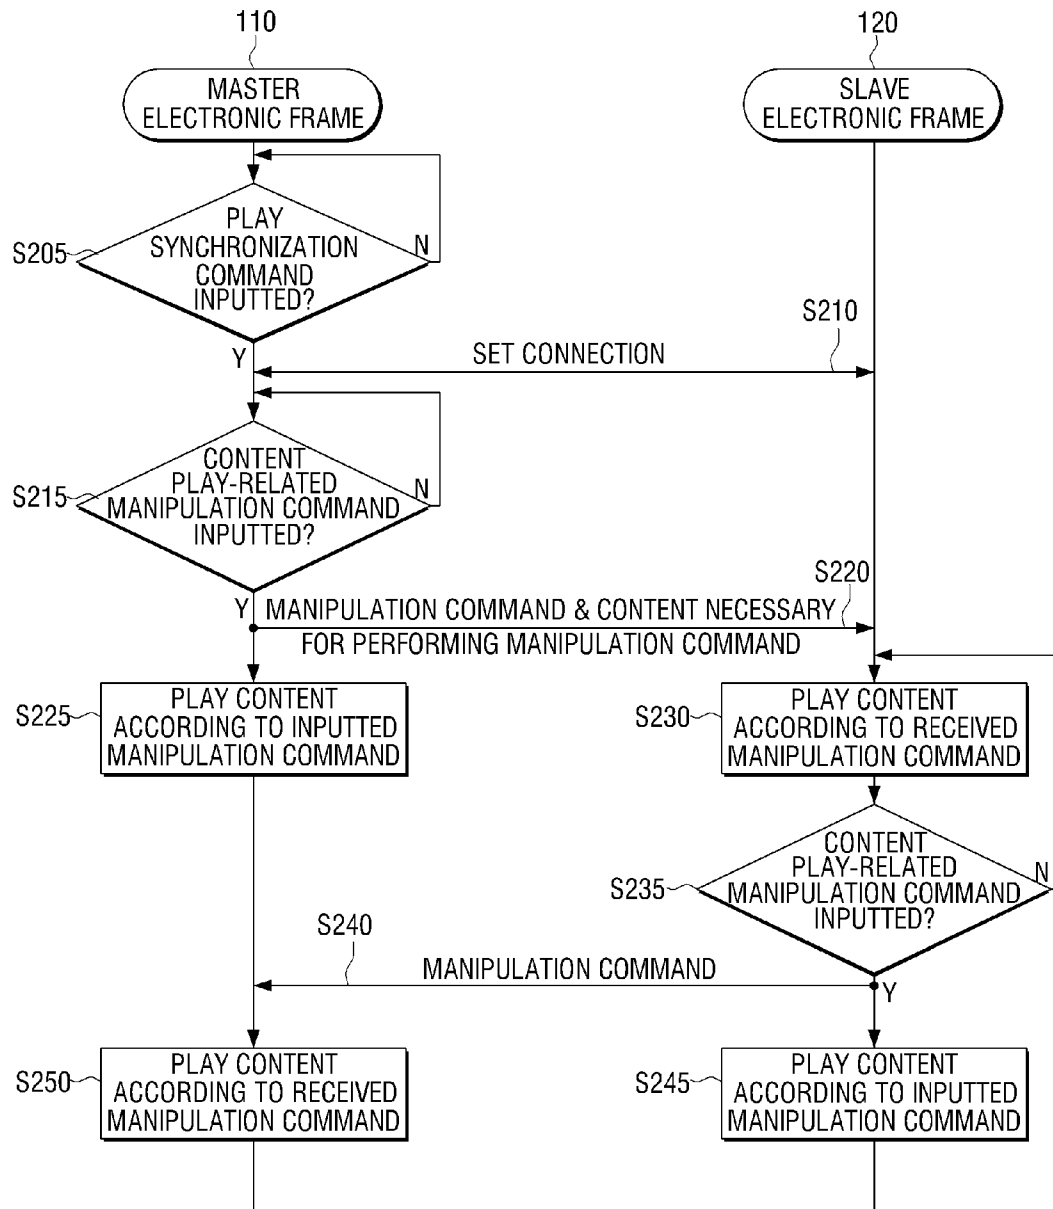 110
120
MASTER
ELECTRONIC FRAME
SLAVE
ELECTRONIC FRAME
S205
PLAY
SYNCHRONIZATION
COMMAND
INPUTTED?
N
Y
S210
SET CONNECTION
S215
CONTENT
PLAY-RELATED
MANIPULATION COMMAND
INPUTTED?
N
Y
S220
MANIPULATION COMMAND & CONTENT NECESSARY
FOR PERFORMING MANIPULATION COMMAND
S225
PLAY CONTENT
ACCORDING TO INPUTTED
MANIPULATION COMMAND
S230
PLAY CONTENT
ACCORDING TO RECEIVED
MANIPULATION COMMAND
S235
CONTENT
PLAY-RELATED
MANIPULATION COMMAND
INPUTTED?
N
Y
S240
MANIPULATION COMMAND
S250
PLAY CONTENT
ACCORDING TO RECEIVED
MANIPULATION COMMAND
S245
PLAY CONTENT
ACCORDING TO INPUTTED
MANIPULATION COMMAND